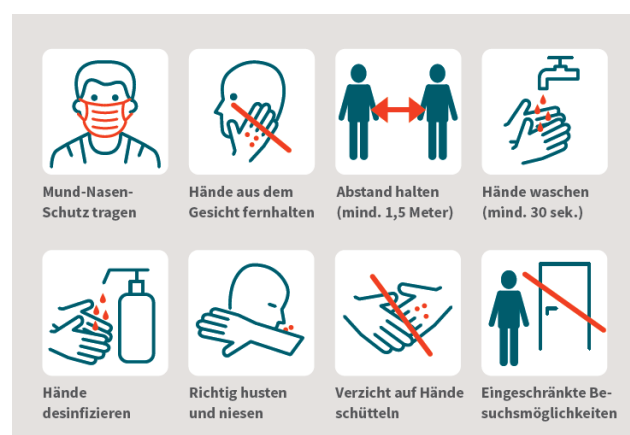 Mund-Nasen-
Schutz tragen
Hände aus dem
Gesicht fernhalten
Abstand halten
(mind. 1,5 Meter)
Hände waschen
(mind. 30 sek.)
Hände
desinfizieren
Richtig husten
und niesen
Verzicht auf Hände
schütteln
Eingeschränkte Be-
suchsmöglichkeiten